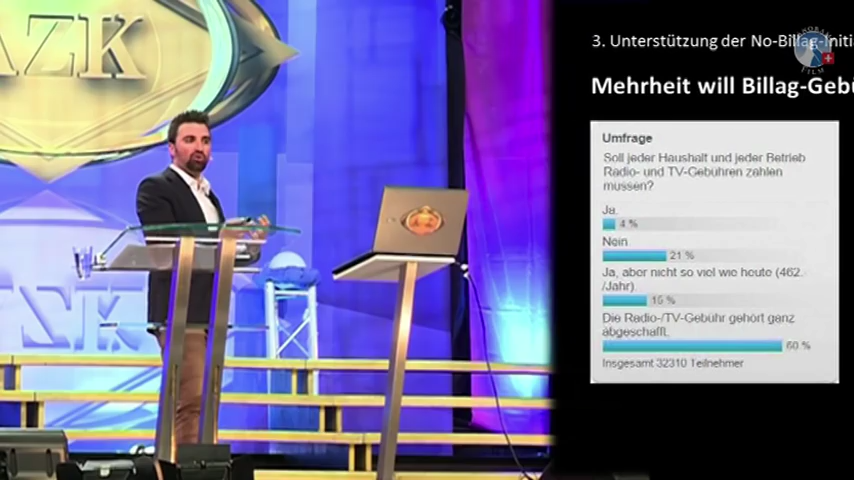 AZK
3. Unterstützung der No-Billag-Initi
Mehrheit will Billag-Gebü
Umfrage
Soll jeder Haushalt und jeder Betrieb
Radio- und TV-Gebühren zahlen
müssen?
Ja.
4 %
Nein
21 %
Ja, aber nicht so viel wie heute (462.
/Jahr)
15 %
Die Radio-/TV-Gebühr gehört ganz
abgeschafft.
60 %
Insgesamt 32310 Teilnehmer